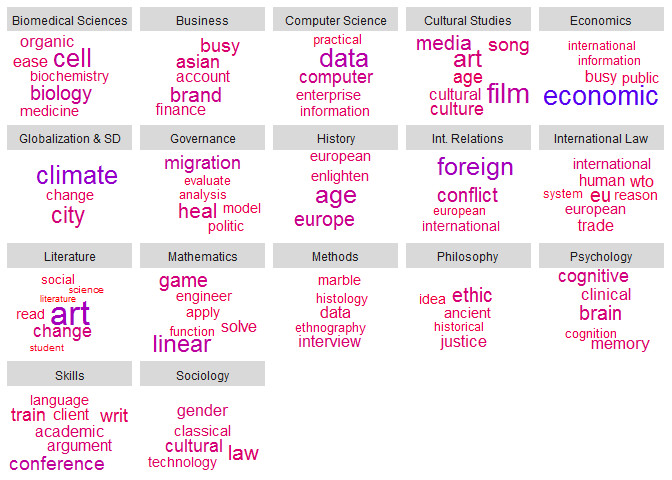 Biomedical Sciences
organic
cell
ease
biochemistry
biology
medicine
Business
busy
asian
account
brand
finance
Computer Science
practical
data
computer
enterprise
information
Cultural Studies
media
song
art
age
cultural
film
culture
Economics
international
information
busy public
economic
Globalization & SD
climate
change
city
Governance
migration
evaluate
analysis
heal model
politic
History
european
enlighten
age
europe
Int. Relations
foreign
conflict
european
international
International Law
international
human wto
system eu reason
european
trade
Literature
social
science
literature
read art
change
student
Mathematics
game
engineer
apply
function solve
linear
Methods
marble
histology
data
ethnography
interview
Philosophy
idea ethic
ancient
historical
justice
Psychology
cognitive
clinical
brain
cognition
memory
Skills
language
train client writ
academic
argument
conference
Sociology
gender
classical
cultural law
technology